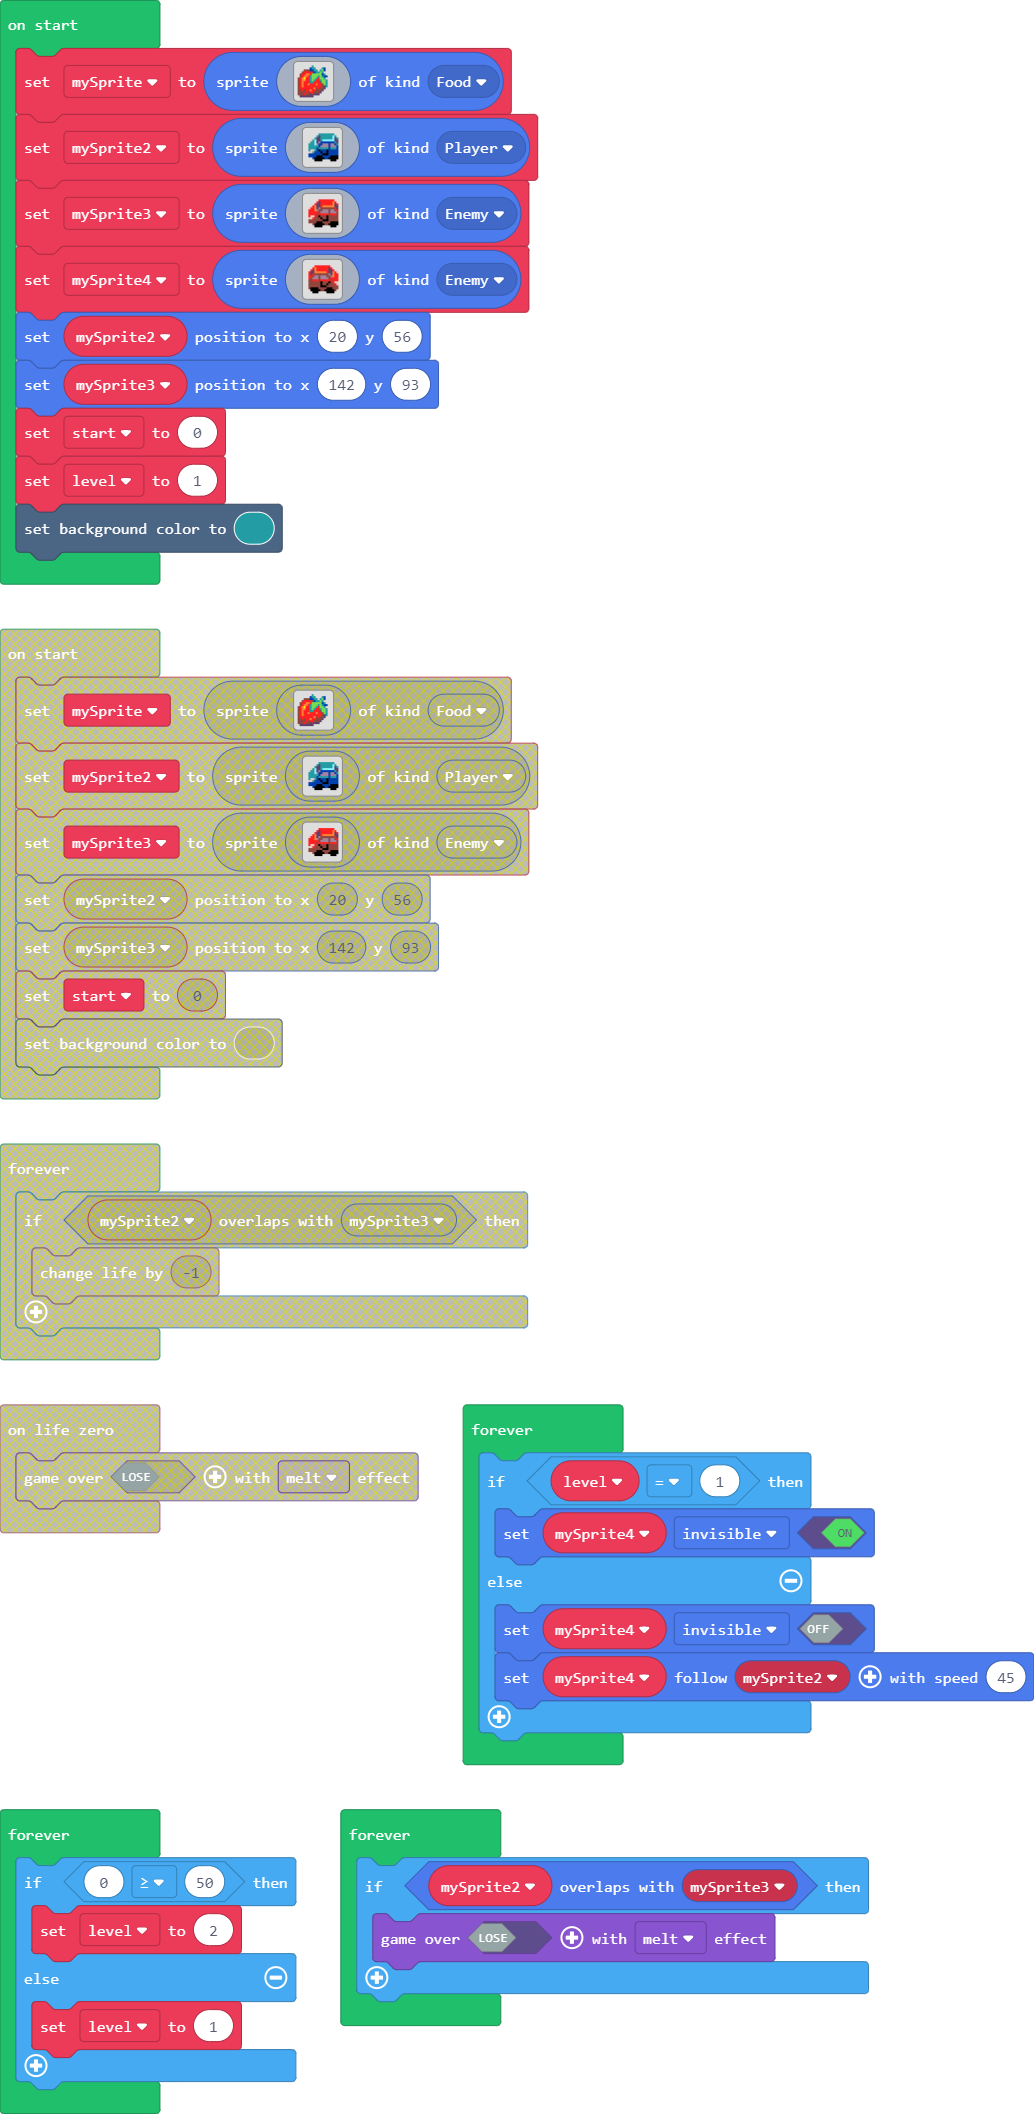 on start
set mySprite to sprite of kind Food
set mySprite2 to sprite of kind Player
set mySprite3 to sprite of kind Enemy
set mySprite4 to sprite of kind Enemy
set mySprite2 position to x 20 y 56
set mySprite3 position to x 142 y 93
set start to 0
set level to 1
set background color to
on start
set mySprite to sprite of kind Food
set mySprite2 to sprite of kind Player
set mySprite3 to sprite of kind Enemy
set mySprite2 position to x 20 y 56
set mySprite3 position to x 142 y 93
set start to 0
set background color to
forever
if mySprite2 overlaps with mySprite3 then
change life by -1
on life zero
game over LOSE with melt effect
forever
if level = 1 then
set mySprite4 invisible ON
else
set mySprite4 invisible OFF
set mySprite4 follow mySprite2 with speed 45
forever
if 0 ≥ 50 then
set level to 2
else
set level to 1
forever
if mySprite2 overlaps with mySprite3 then
game over LOSE with melt effect